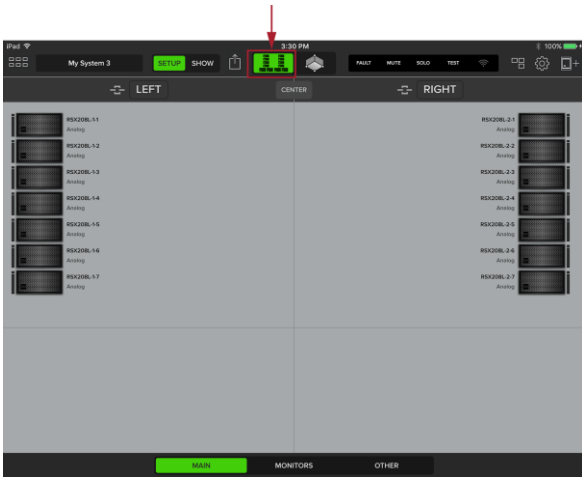 iPad 3:30 PM 100%
My System 3 SETUP SHOW FAULT MUTE SOLO TEST
LEFT CENTER RIGHT
RSX208L-1-1
Analog
RSX208L-1-2
Analog
RSX208L-1-3
Analog
RSX208L-1-4
Analog
RSX208L-1-5
Analog
RSX208L-1-6
Analog
RSX208L-1-7
Analog
RSX208L-2-1
Analog
RSX208L-2-2
Analog
RSX208L-2-3
Analog
RSX208L-2-4
Analog
RSX208L-2-5
Analog
RSX208L-2-6
Analog
RSX208L-2-7
Analog
MAIN MONITORS OTHER